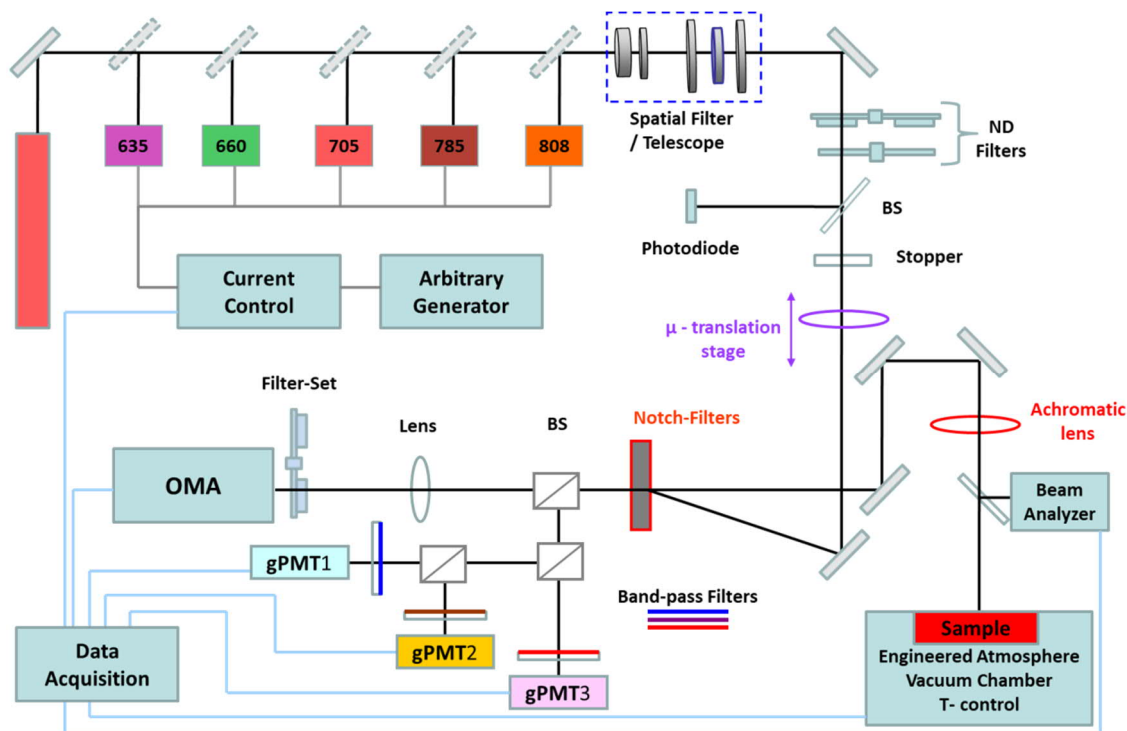 635
660
705
785
808
Spatial Filter
/ Telescope
ND
Filters
BS
Photodiode
Stopper
Current
Control
Arbitrary
Generator
μ - translation
stage
Filter-Set
Lens
BS
Notch-Filters
Achromatic
lens
OMA
Beam
Analyzer
gPMT1
Band-pass Filters
gPMT2
gPMT3
Data
Acquisition
Sample
Engineered Atmosphere
Vacuum Chamber
T- control